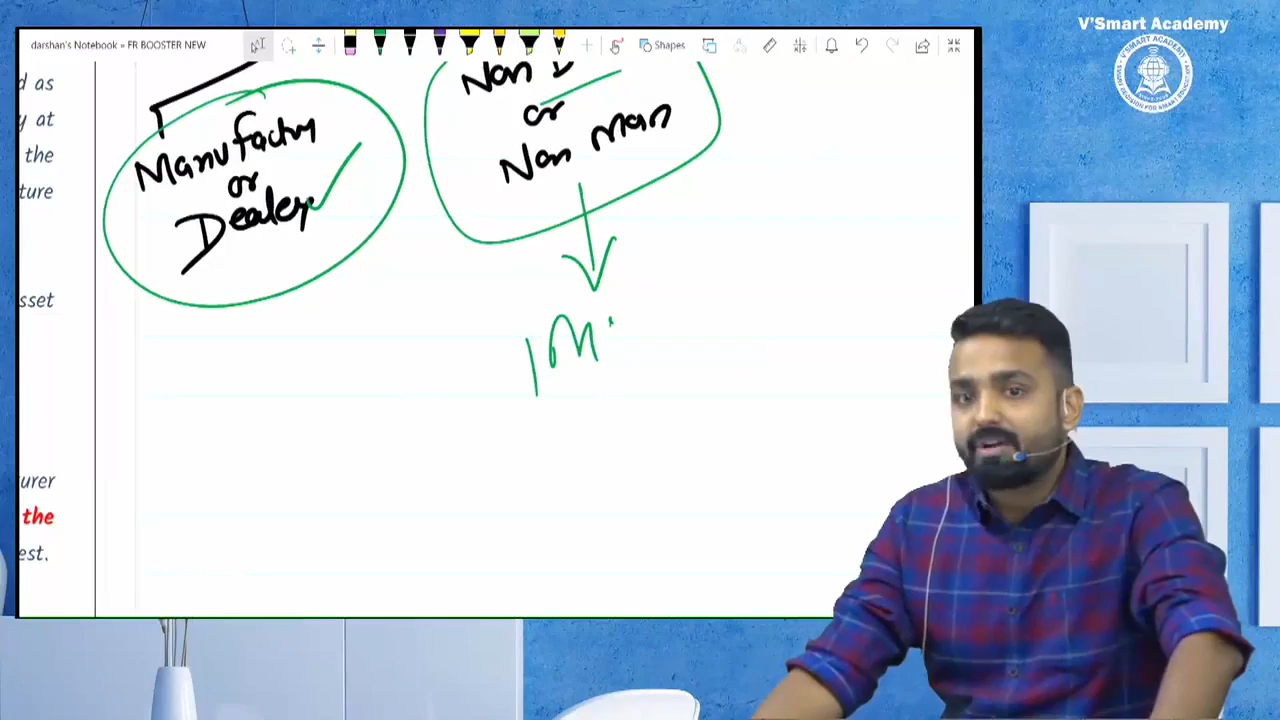 V'Smart Academy
darshan's Notebook » FR BOOSTER NEW
Shapes
d as
y at
the
ture
sset
urer
the
est.
or
Dealer
Non
or
Non Man